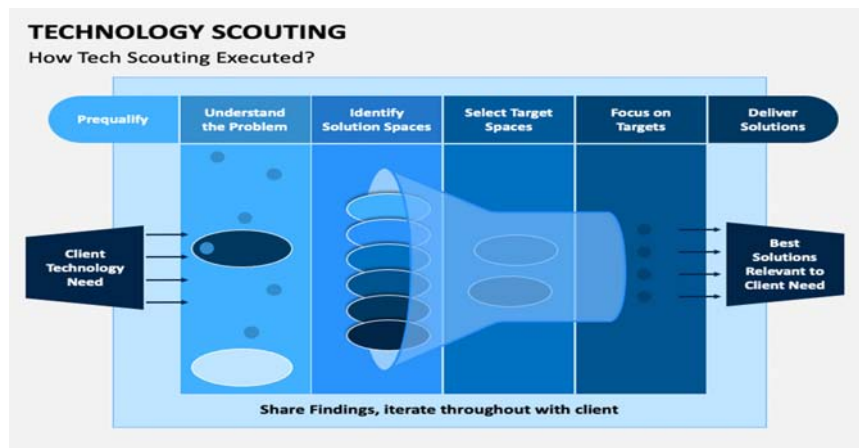 TECHNOLOGY SCOUTING
How Tech Scouting Executed?
Prequalify
Understand
the Problem
Identify
Solution Spaces
Select Target
Spaces
Focus on
Targets
Deliver
Solutions
Client
Technology
Need
Best
Solutions
Relevant to
Client Need
Share Findings, iterate throughout with client